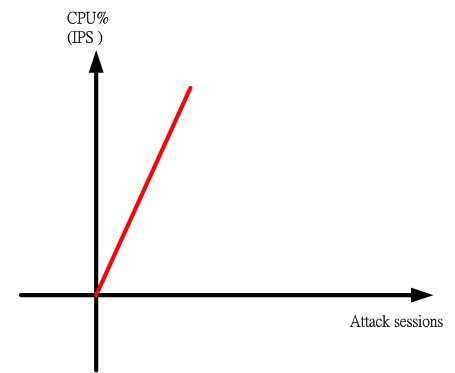 CPU%
(IPS )
Attack sessions